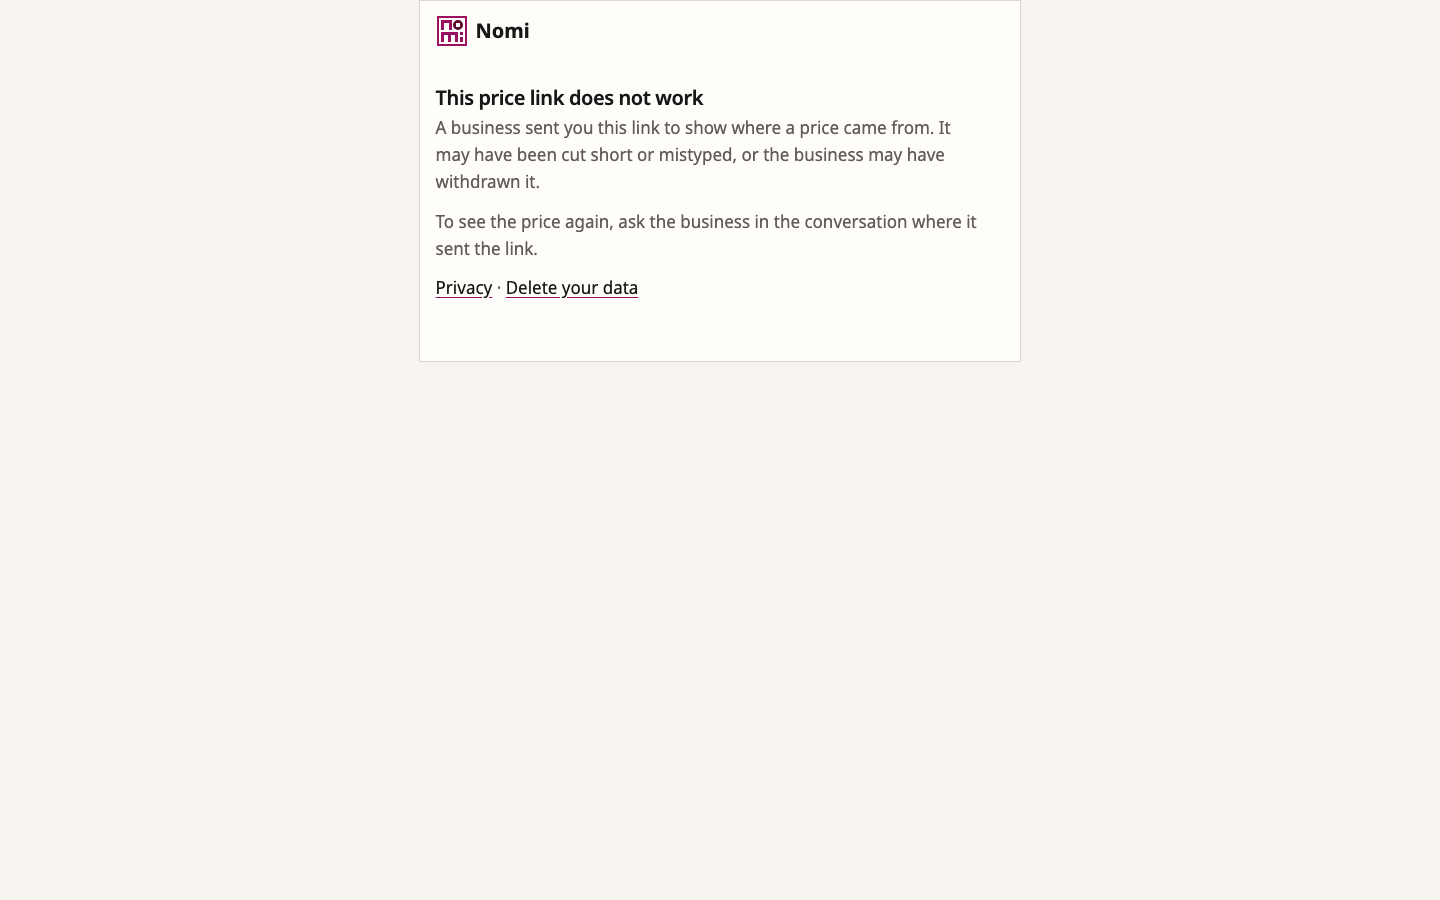 nomi Nomi
This price link does not work
A business sent you this link to show where a price came from. It
may have been cut short or mistyped, or the business may have
withdrawn it.
To see the price again, ask the business in the conversation where it
sent the link.
Privacy · Delete your data